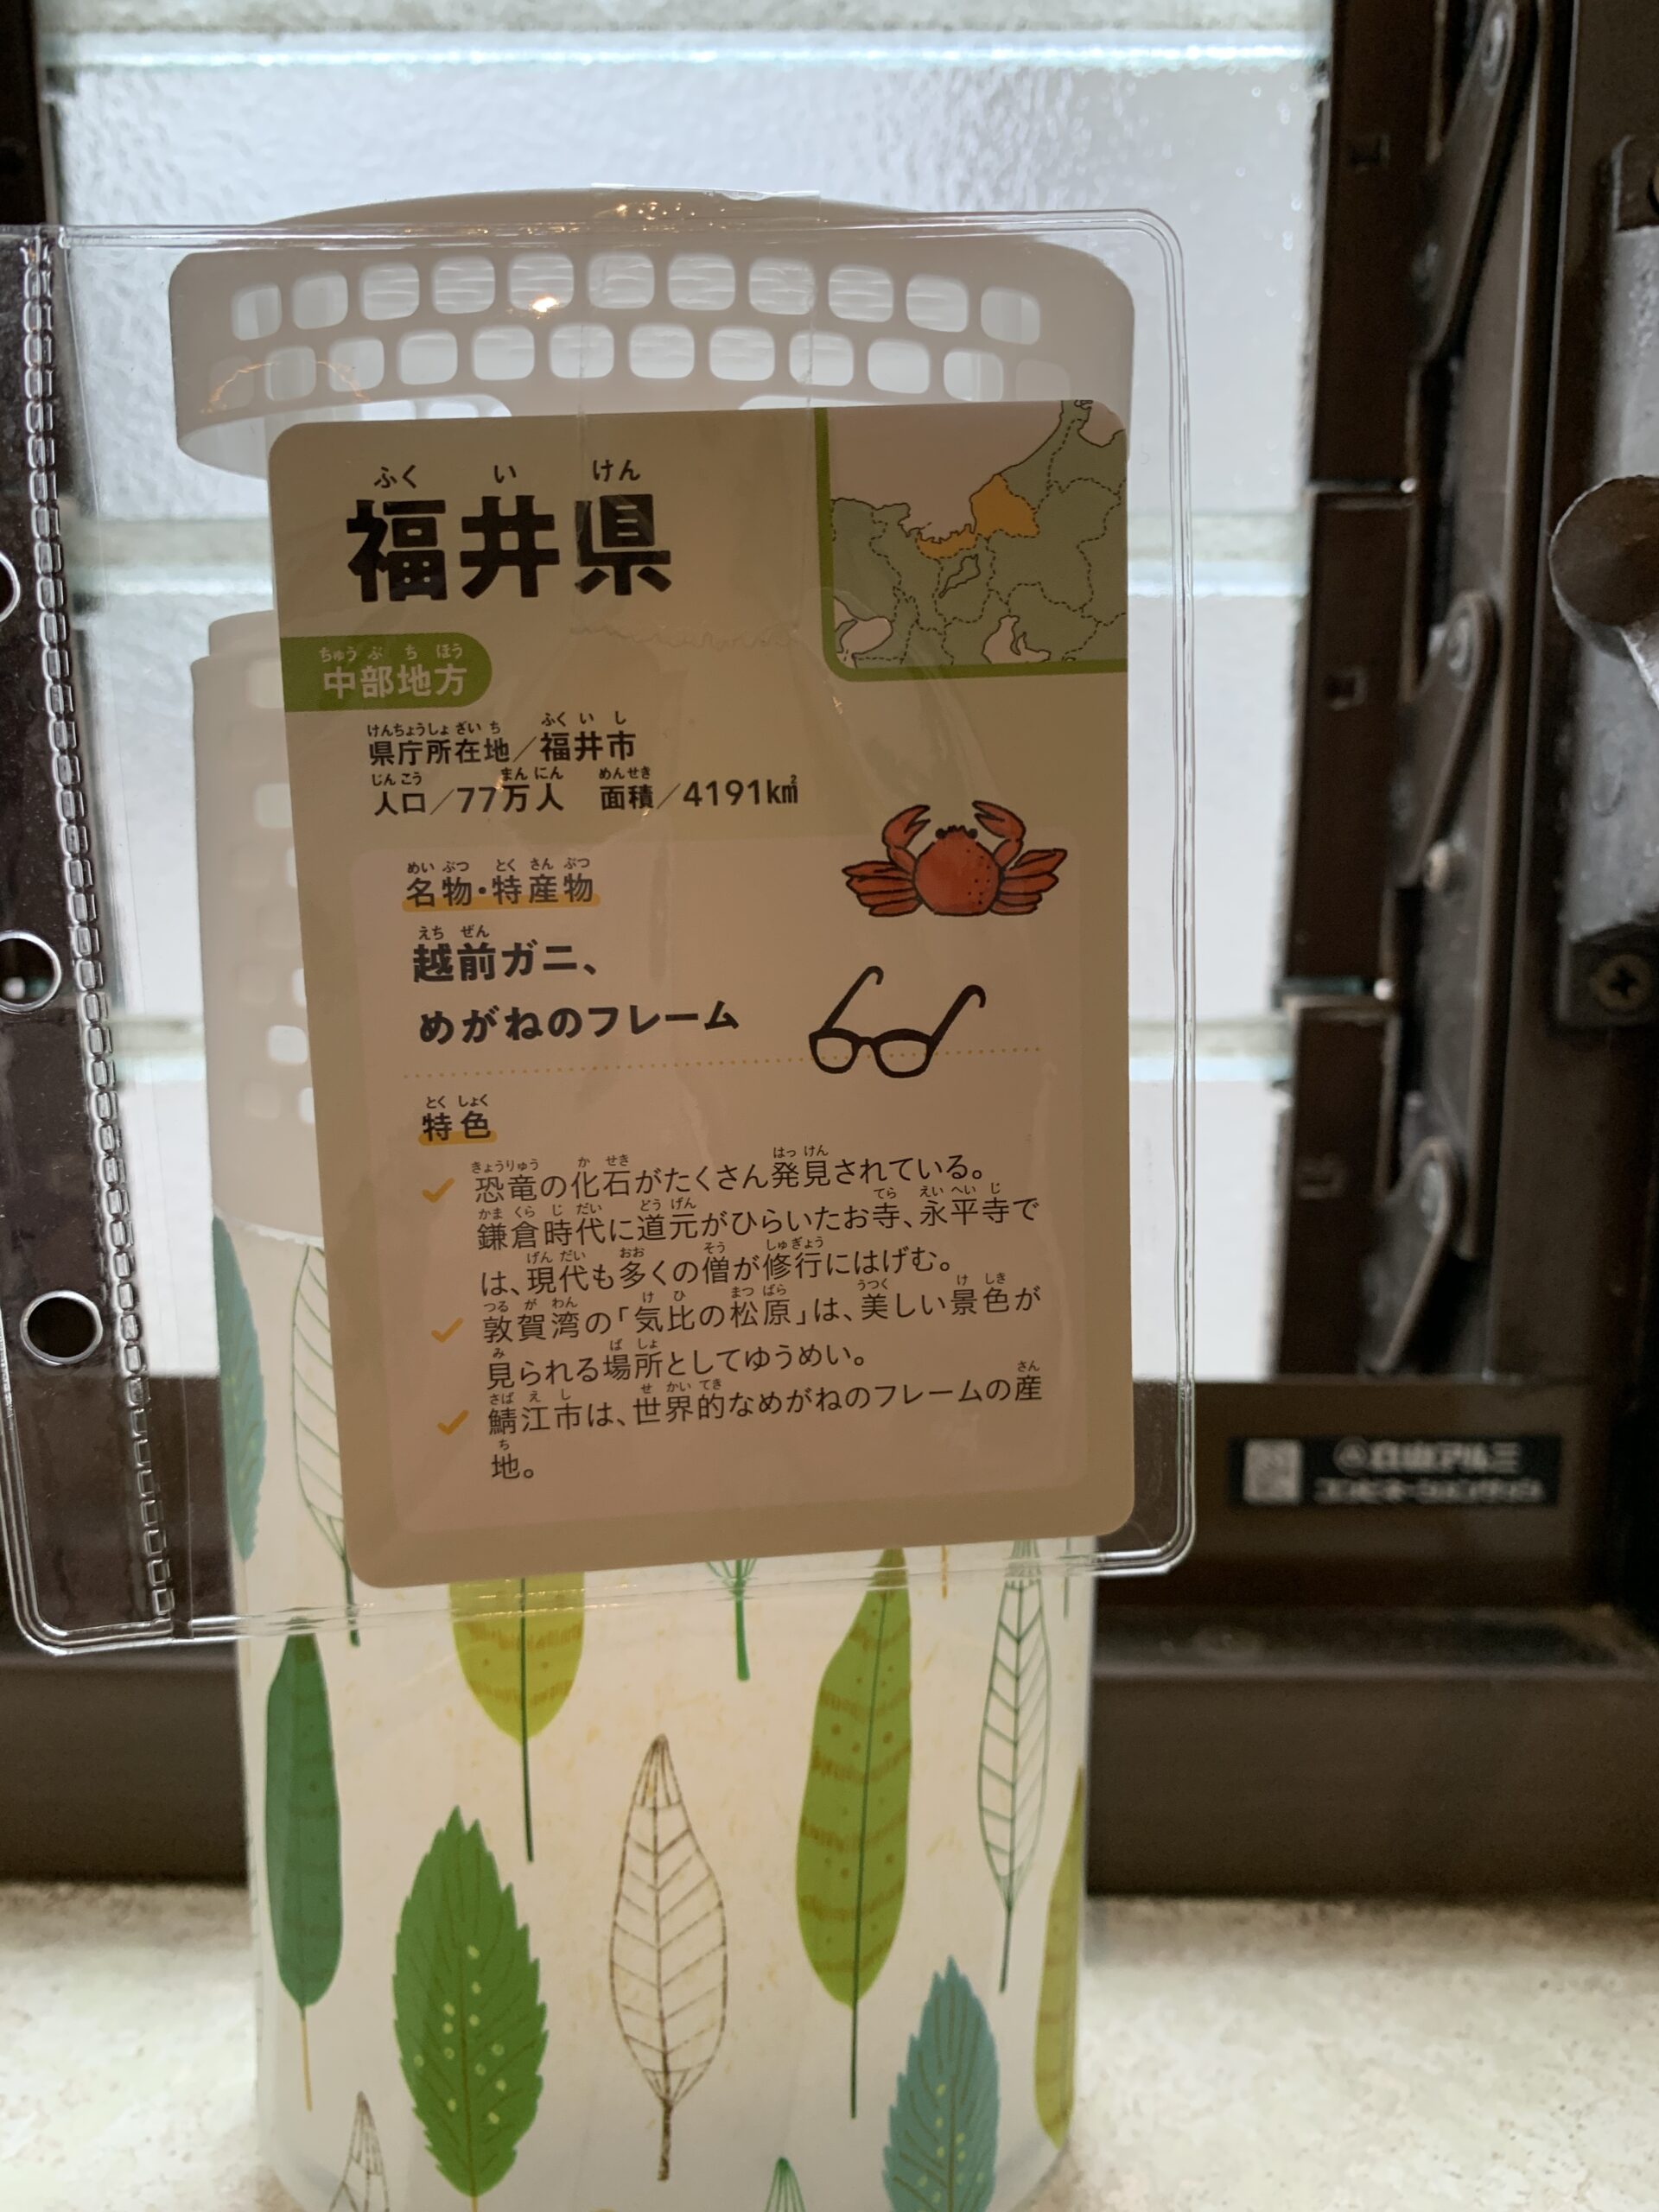 ふくいけん
福井県
ちゅうぶちほう
中部地方
けんちょうしょざいち ふくいし
県庁所在地／福井市
じんこう まんにん めんせき
人口／77万人 面積／4191k㎡
めいぶつ とくさんぶつ
名物・特産物
えちぜん
越前ガニ、
めがねのフレーム
とくしょく
特色
きょうりゅう かせき はっけん
恐竜の化石がたくさん発見されている。
かまくらじだい どうげん てら えいへいじ
鎌倉時代に道元がひらいたお寺、永平寺で
げんだい おお そう しゅぎょう
は、現代も多くの僧が修行にはげむ。
つるがわん けひ まつばら うつく けしき
敦賀湾の「気比の松原」は、美しい景色が
み ばしょ
見られる場所としてゆうめい。
さばえし せかいてき さん
鯖江市は、世界的なめがねのフレームの産
ち
地。